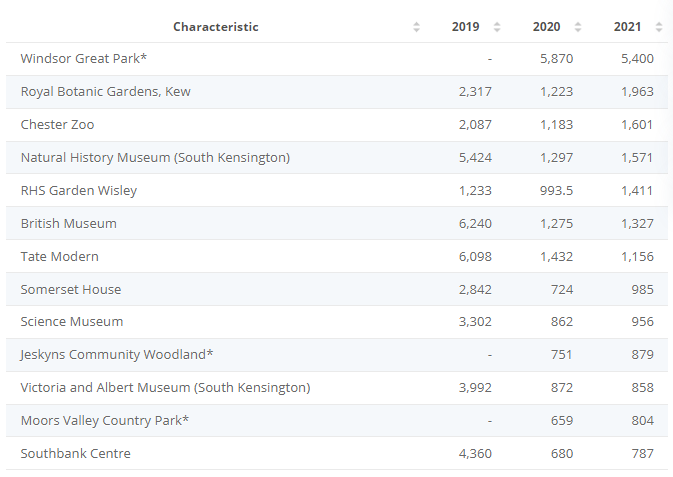 Characteristic 2019 2020 2021
Windsor Great Park* - 5,870 5,400
Royal Botanic Gardens, Kew 2,317 1,223 1,963
Chester Zoo 2,087 1,183 1,601
Natural History Museum (South Kensington) 5,424 1,297 1,571
RHS Garden Wisley 1,233 993.5 1,411
British Museum 6,240 1,275 1,327
Tate Modern 6,098 1,432 1,156
Somerset House 2,842 724 985
Science Museum 3,302 862 956
Jeskyns Community Woodland* - 751 879
Victoria and Albert Museum (South Kensington) 3,992 872 858
Moors Valley Country Park* - 659 804
Southbank Centre 4,360 680 787